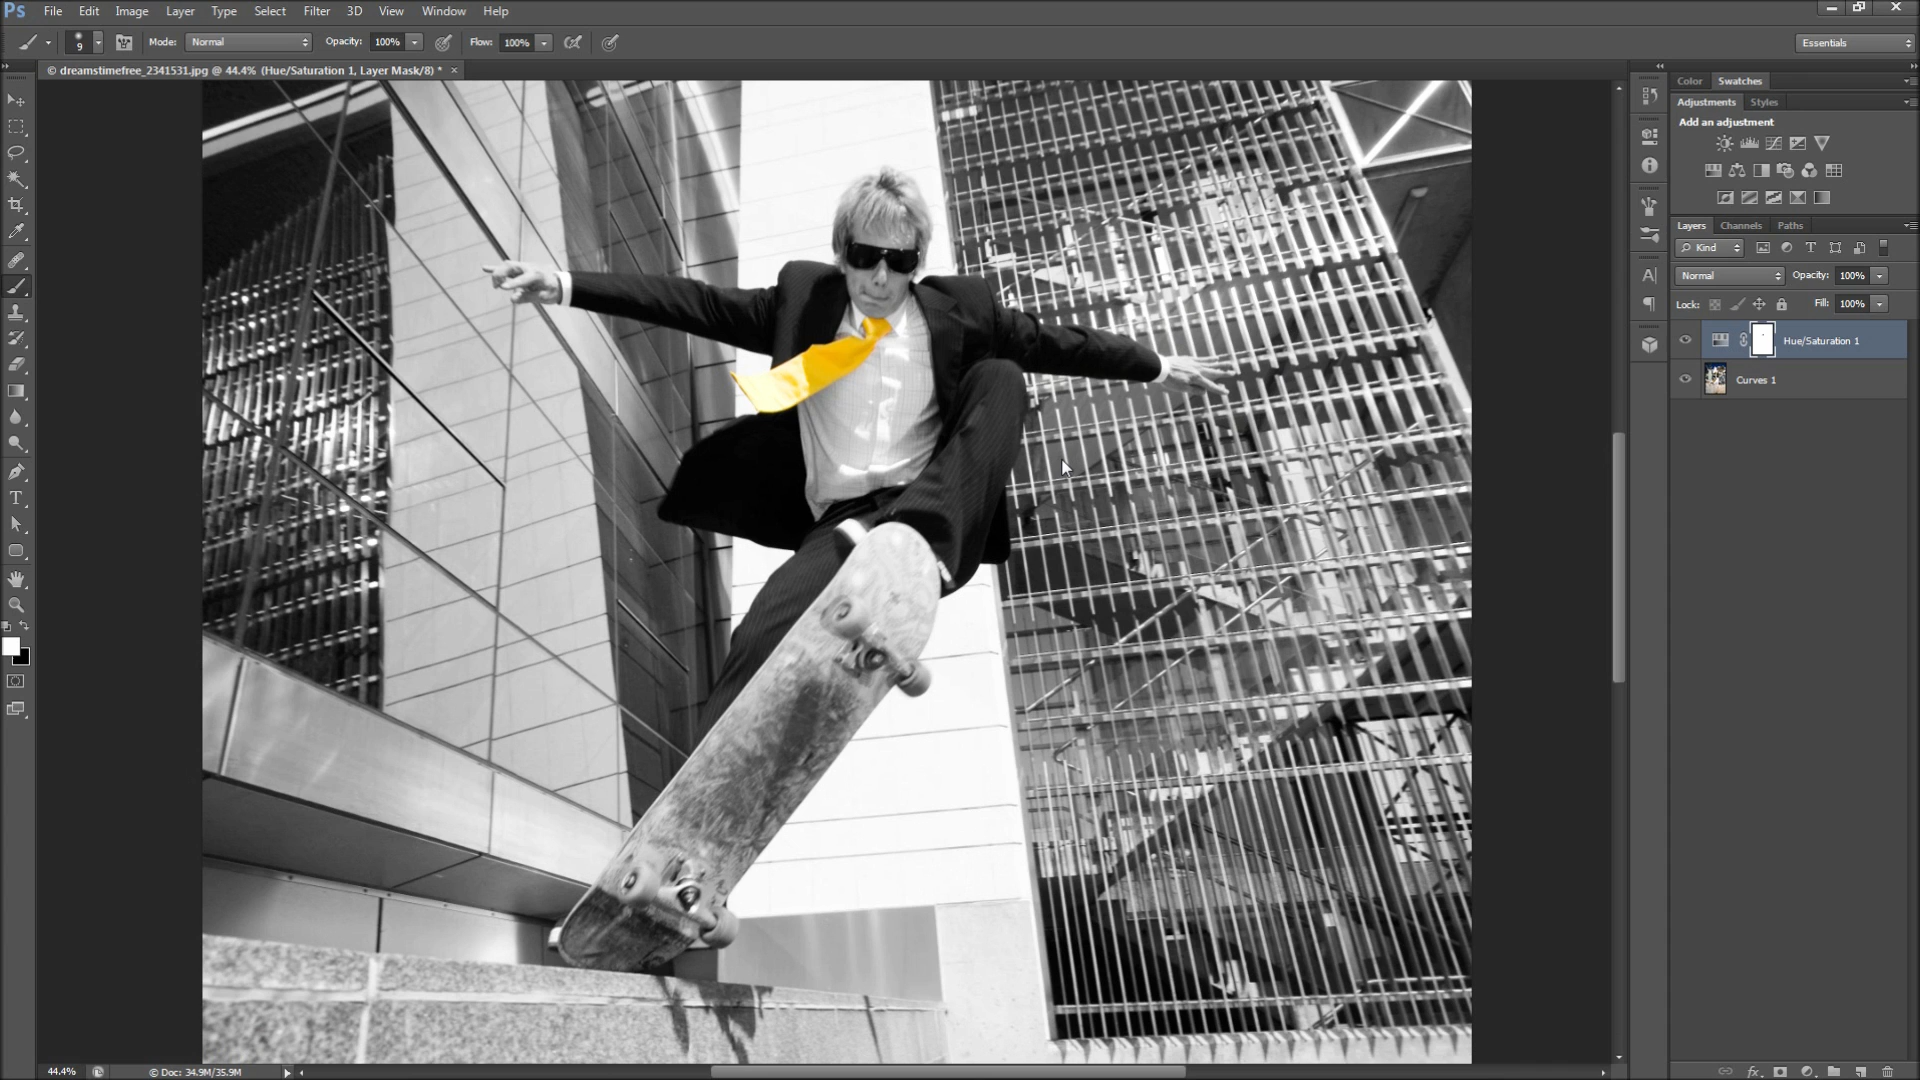 Ps File Edit Image Layer Type Select Filter 3D View Window Help
9 Mode: Normal Opacity: 100% Flow: 100% Essentials
© dreamstimefree_2341531.jpg @ 44.4% (Hue/Saturation 1, Layer Mask/8) * ×
Color Swatches
Adjustments Styles
Add an adjustment
Layers Channels Paths
Kind
Normal Opacity: 100%
Lock: Fill: 100%
Hue/Saturation 1
Curves 1
44.4% © Doc: 34.9M/35.9M